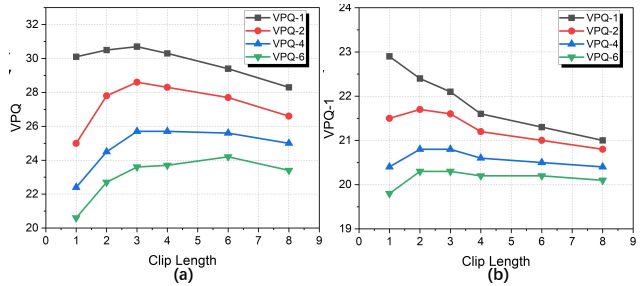 32
30
28
26
24
22
20
VPQ
0 1 2 3 4 5 6 7 8 9
Clip Length
VPQ-1
VPQ-2
VPQ-4
VPQ-6
(a)
24
23
22
21
20
19
VPQ-1
0 1 2 3 4 5 6 7 8 9
Clip Length
VPQ-1
VPQ-2
VPQ-4
VPQ-6
(b)